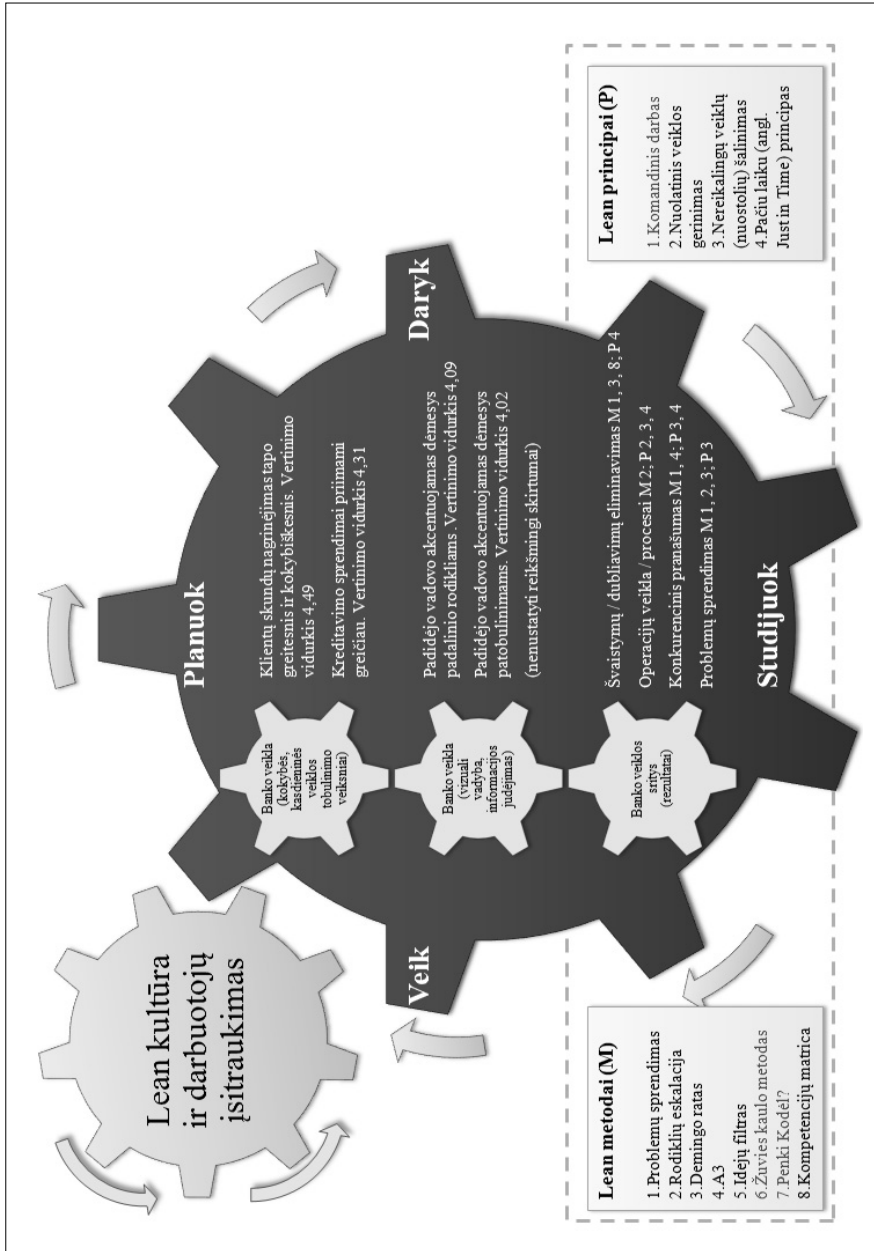 Lean kultūra
ir darbuotojų
įsitraukimas
Planuok
Daryk
Studijuok
Veik
Banko veikla
(kokybės,
kasdieninės
veiklos
tobulinimo
veiksniai)
Klientų skundų nagrinėjimas tapo
greitesnis ir kokybiškesnis. Vertinimo
vidurkis 4,49
Kreditavimo sprendimai priimami
greičiau. Vertinimo vidurkis 4,31
Banko veikla
(vizuali
vadyba,
informacijos
judėjimas)
Padidėjo vadovo akcentuojamas dėmesys
padalinio rodikliams. Vertinimo vidurkis 4,09
Padidėjo vadovo akcentuojamas dėmesys
patobulinimams. Vertinimo vidurkis 4,02
(nenustatyti reikšmingi skirtumai)
Banko veiklos
sritys
(rezultatai)
Švaistymų / dubliavimų eliminavimas M 1, 3, 8; P 4
Operacijų veikla / procesai M 2; P 2, 3, 4
Konkurencinis pranašumas M 1, 4; P 3, 4
Problemų sprendimas M 1, 2, 3; P 3
Lean metodai (M)
1.Problemų sprendimas
2.Rodiklių eskalacija
3.Demingo ratas
4.A3
5.Idėjų filtras
6.Žuvies kaulo metodas
7.Penki Kodėl?
8.Kompetencijų matrica
Lean principai (P)
1.Komandinis darbas
2.Nuolatinis veiklos
gerinimas
3.Nereikalingų veiklų
(nuostolių) šalinimas
4.Pačiu laiku (angl.
Just in Time) principas